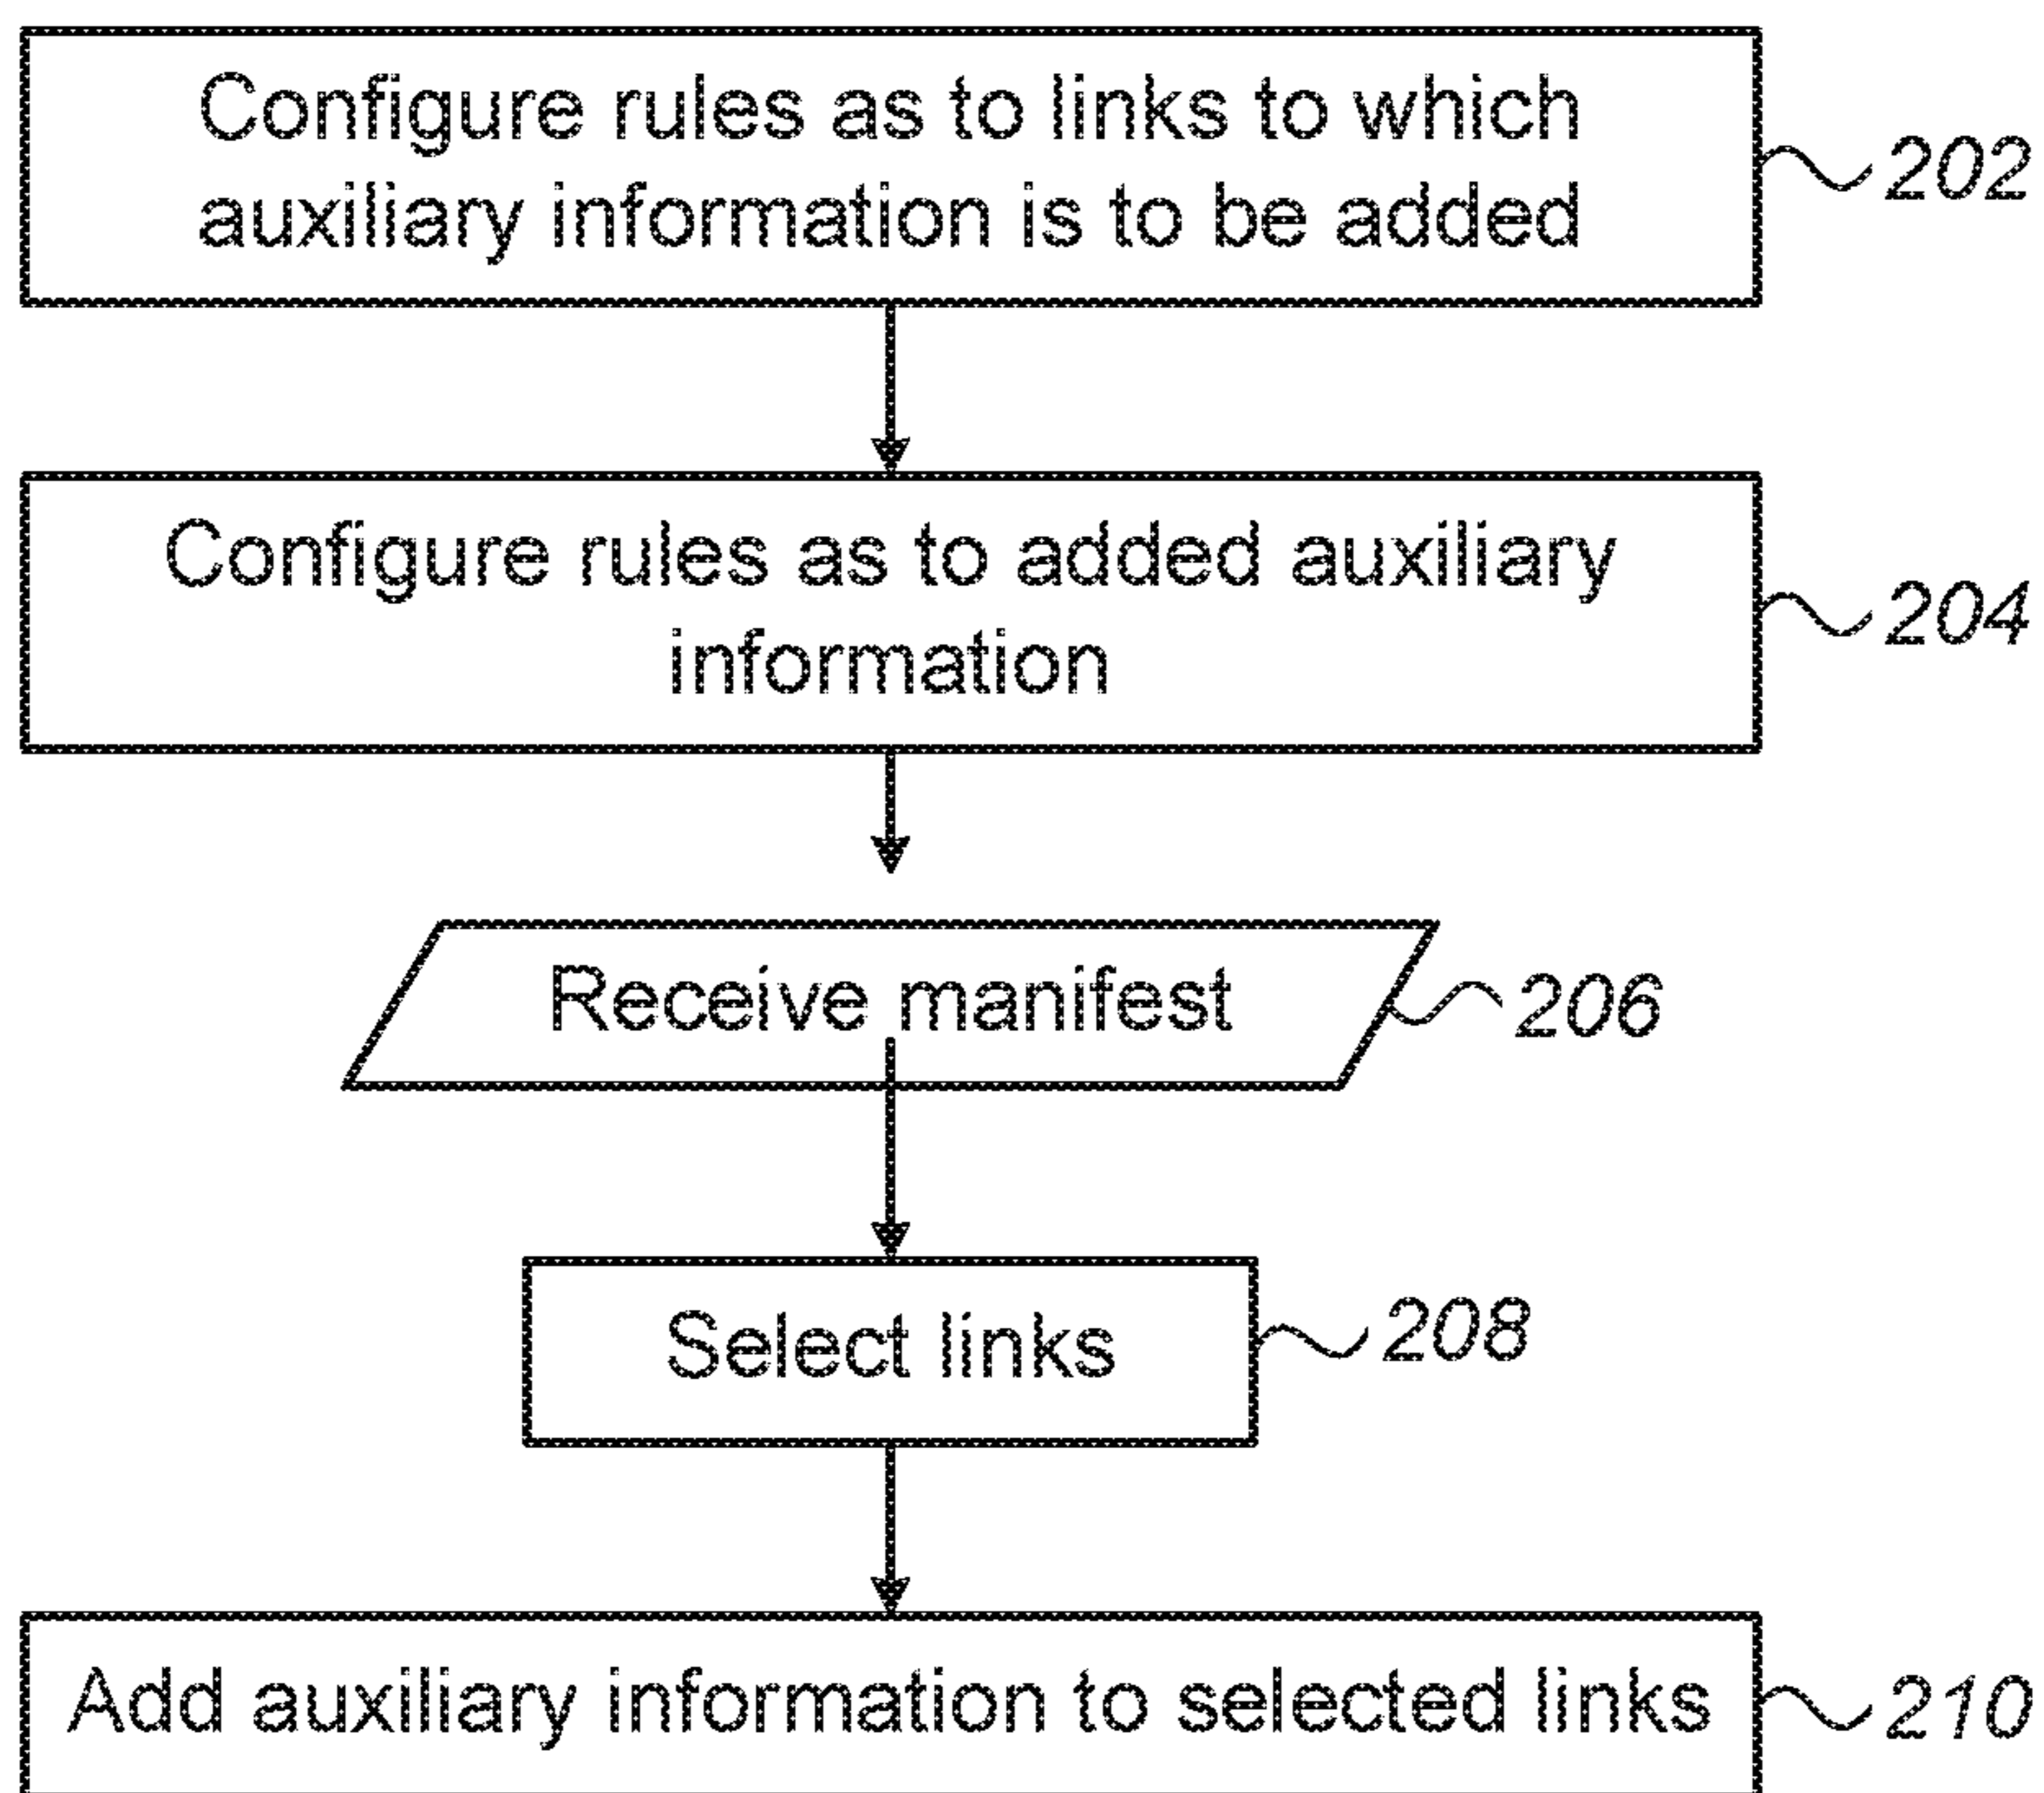 Configure rules as to links to which
auxiliary information is to be added
202
Configure rules as to added auxiliary
information
204
Receive manifest
206
Select links
208
Add auxiliary information to selected links
210